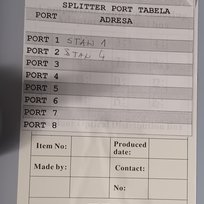 SPLITTER PORT TABELA
PORT ADRESA
PORT 1 STAN 1
PORT 2 STAN 4
PORT 3
PORT 4
PORT 5
PORT 6
PORT 7
PORT 8
Item No: Produced date:
Made by: Contact:
No: